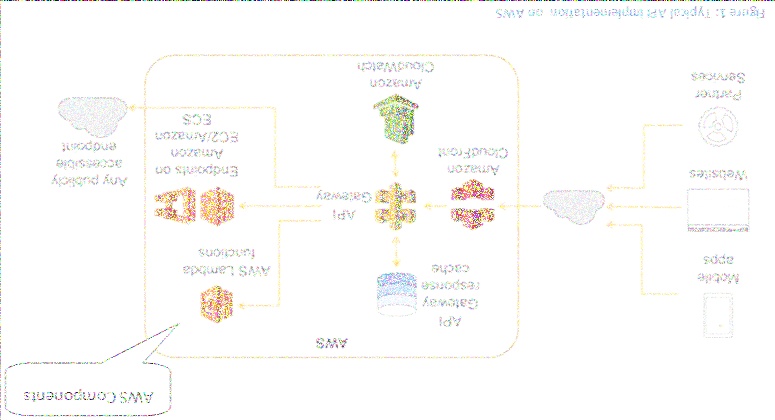 AWS Components
AWS
Mobile
apps
Websites
Partner
Services
Amazon
CloudFront
API
Gateway
response
cache
API
Gateway
Amazon
CloudWatch
AWS Lambda
functions
Endpoints on
Amazon
EC2/Amazon
ECS
Any publicly
accessible
endpoint
Figure 1: Typical API implementation on AWS